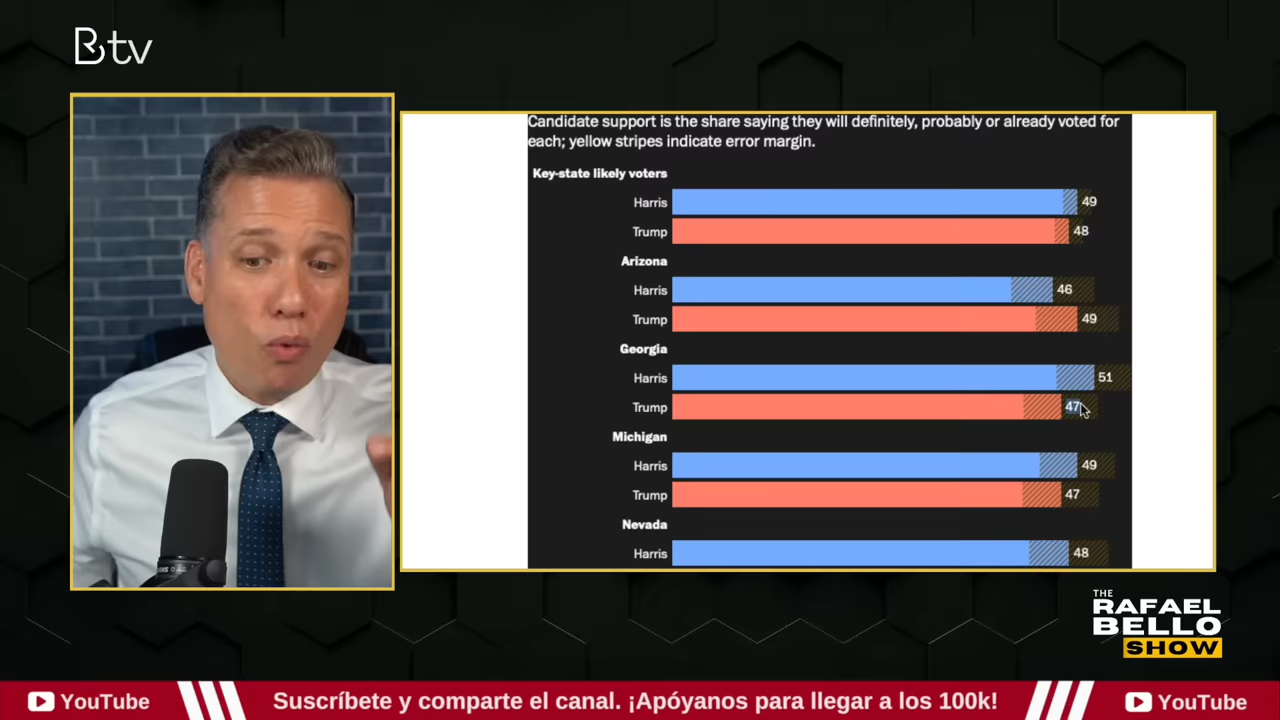 Btv
Candidate support is the share saying they will definitely, probably or already voted for
each; yellow stripes indicate error margin.
Key-state likely voters
Harris 49
Trump 48
Arizona
Harris 46
Trump 49
Georgia
Harris 51
Trump 47
Michigan
Harris 49
Trump 47
Nevada
Harris 48
THE
RAFAEL
BELLO
SHOW
YouTube Suscríbete y comparte el canal. ¡Apóyanos para llegar a los 100k! YouTube